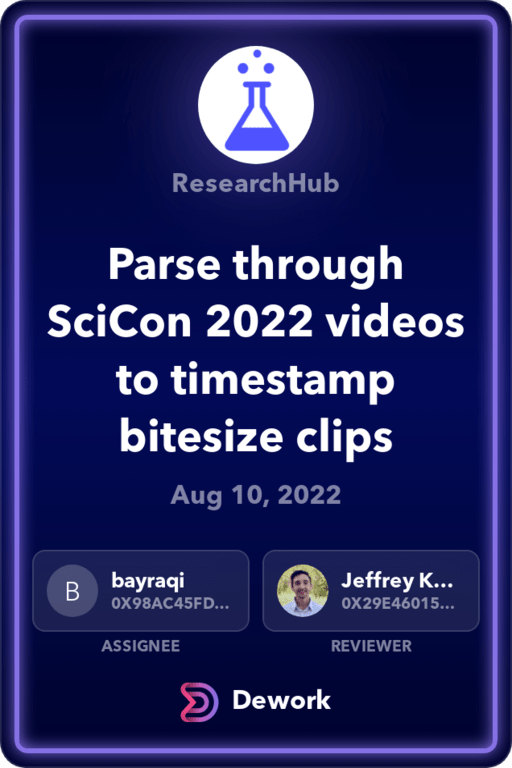 ResearchHub
Parse through
SciCon 2022 videos
to timestamp
bitesize clips
Aug 10, 2022
B
bayraqi
0X98AC45FD...
Jeffrey K...
0X29E46015...
ASSIGNEE
REVIEWER
Dework